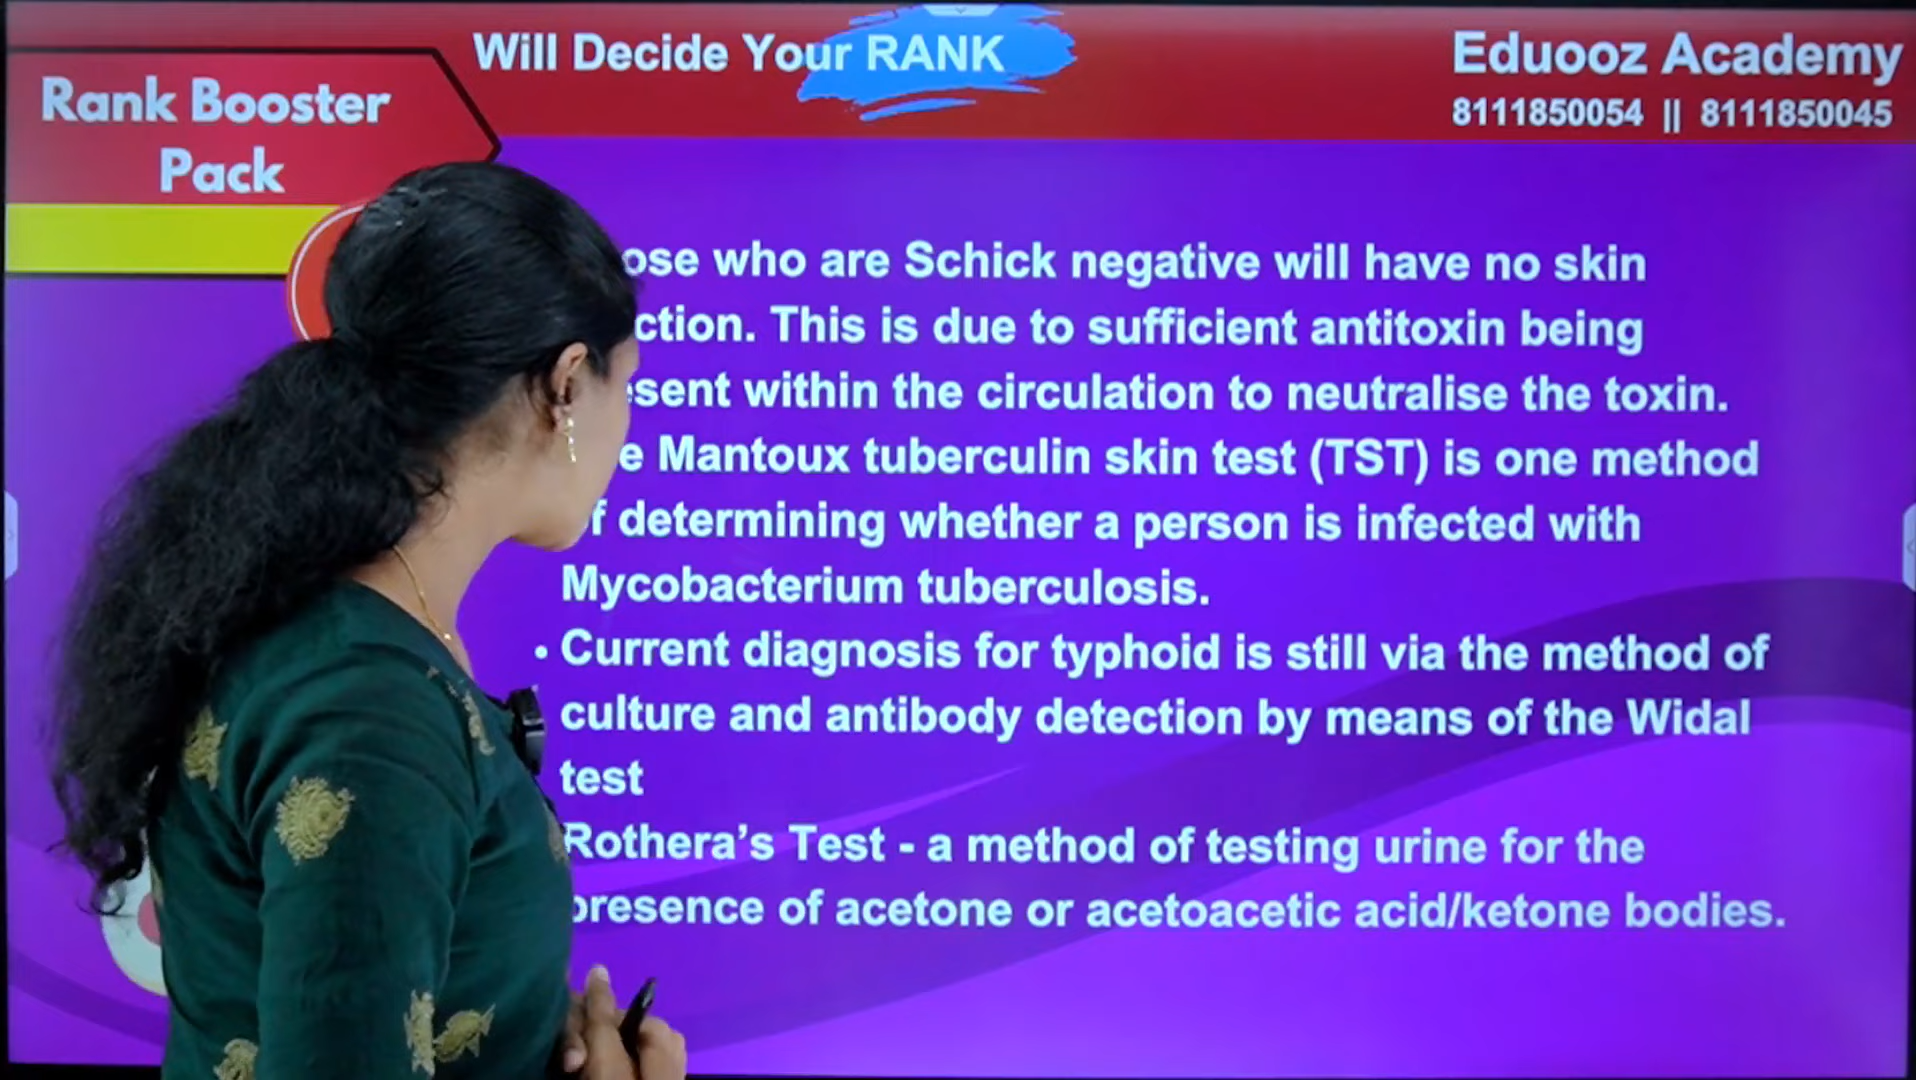 Will Decide Your RANK
Eduooz Academy
8111850054 || 8111850045
Rank Booster
Pack
who are Schick negative will have no skin
This is due to sufficient antitoxin being
within the circulation to neutralise the toxin.
Mantoux tuberculin skin test (TST) is one method
determining whether a person is infected with
Mycobacterium tuberculosis.
• Current diagnosis for typhoid is still via the method of
culture and antibody detection by means of the Widal
test
Rothera’s Test - a method of testing urine for the
presence of acetone or acetoacetic acid/ketone bodies.